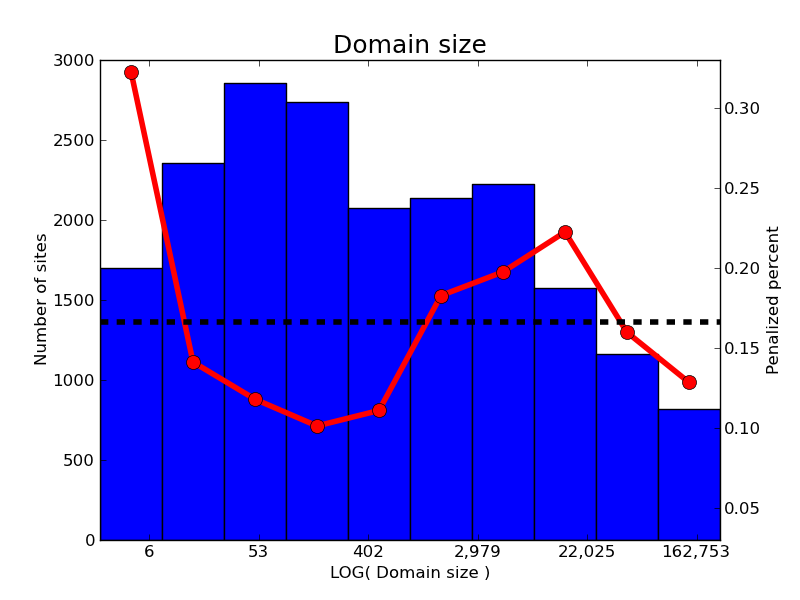 Domain size
3000
2500
2000
1500
1000
500
0
Number of sites
0.30
0.25
0.20
0.15
0.10
0.05
Penalized percent
6 53 402 2,979 22,025 162,753
LOG( Domain size )